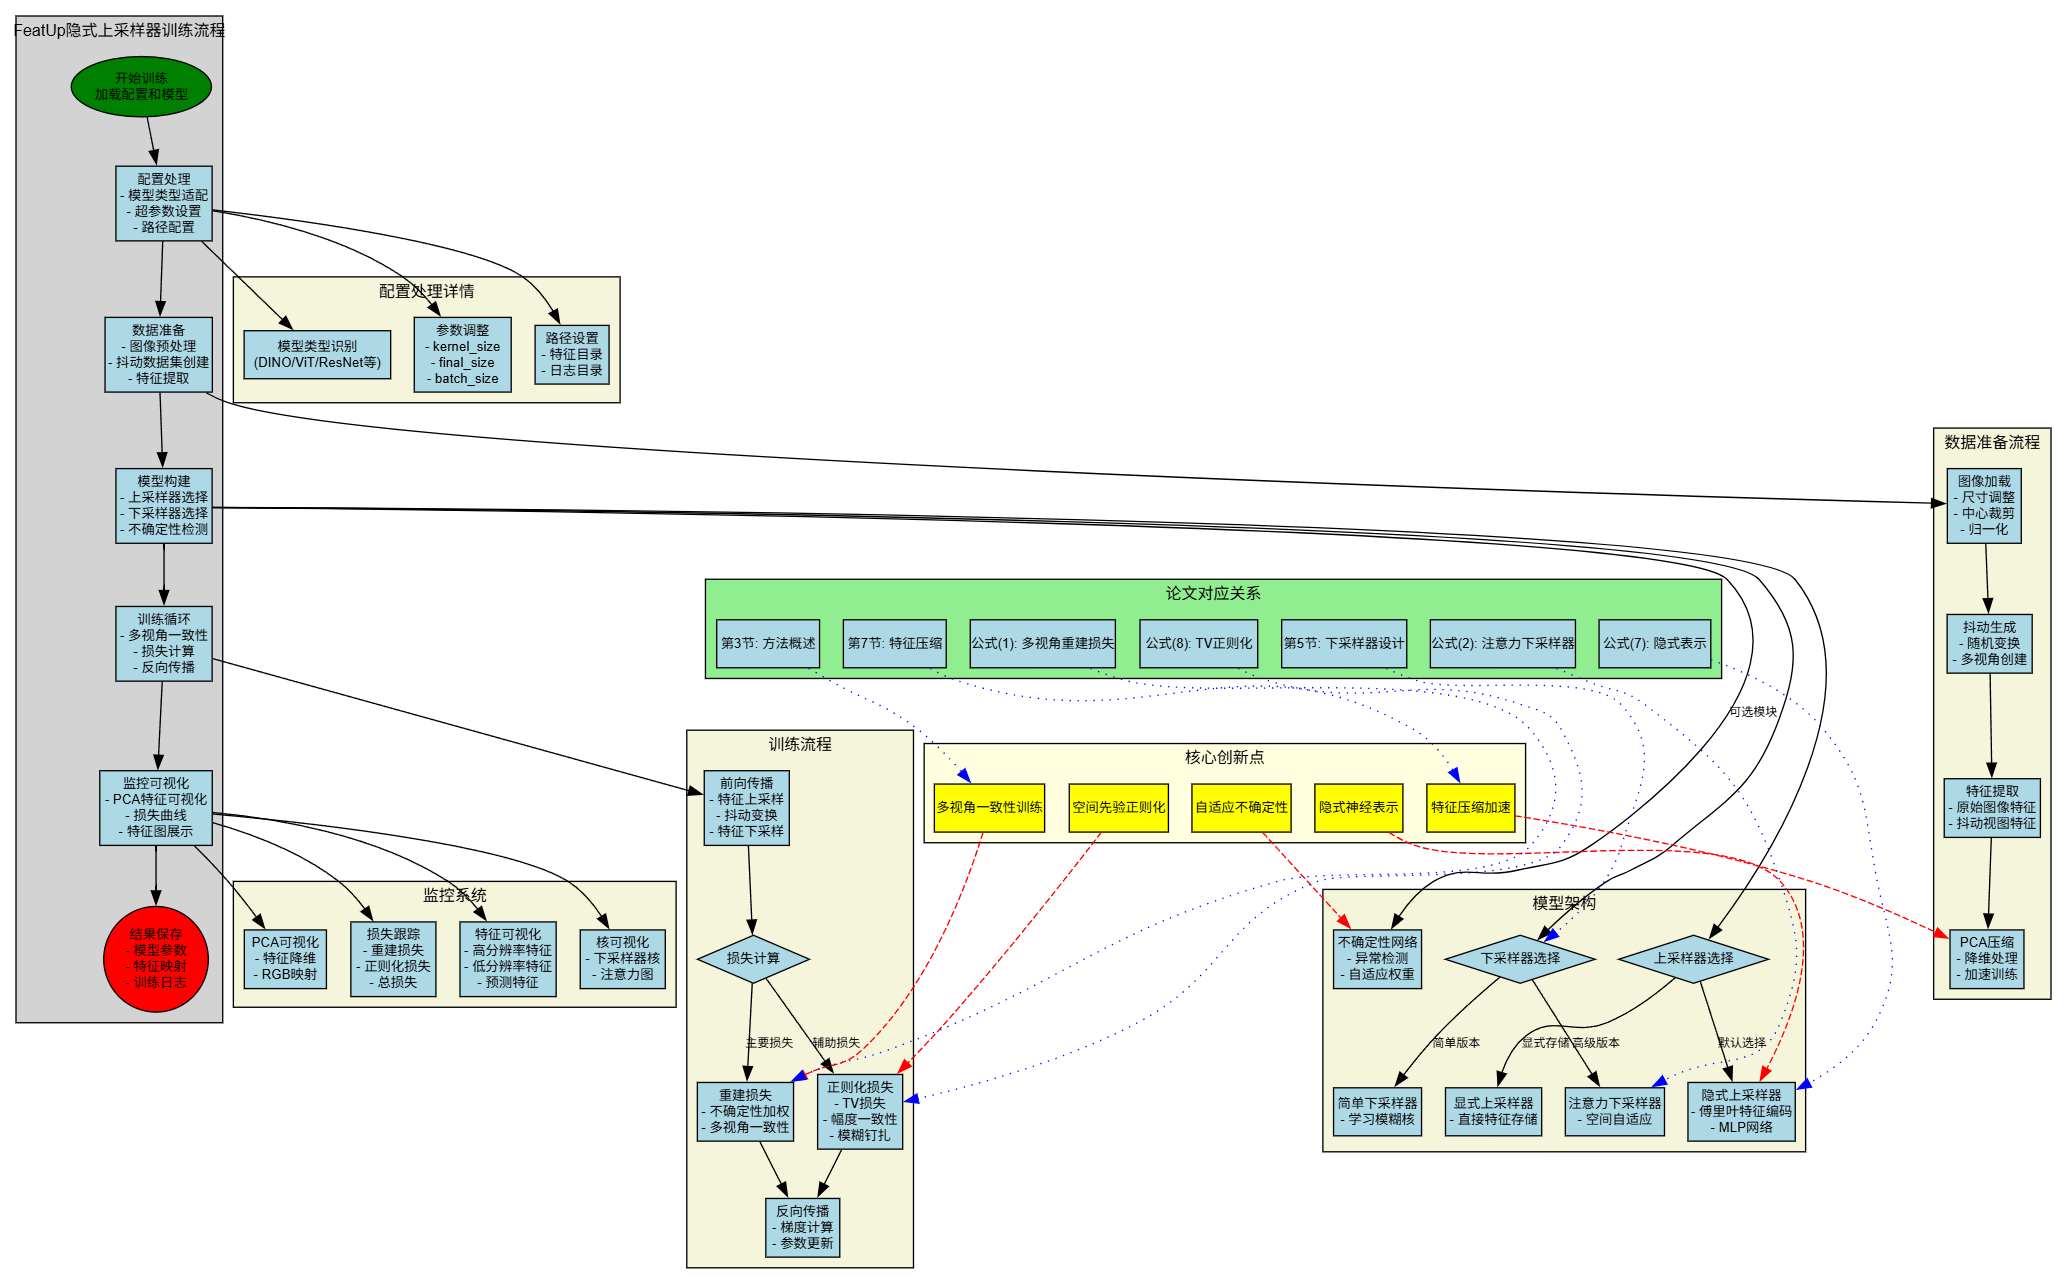 FeatUp隐式上采样器训练流程
开始训练
加载配置和模型
配置处理
- 模型类型适配
- 超参数设置
- 路径配置
数据准备
- 图像预处理
- 抖动数据集创建
- 特征提取
模型构建
- 上采样器选择
- 下采样器选择
- 不确定性检测
训练循环
- 多视角一致性
- 损失计算
- 反向传播
监控可视化
- PCA特征可视化
- 损失曲线
- 特征图展示
结果保存
- 模型参数
- 特征映射
- 训练日志
配置处理详情
模型类型识别
(DINO/ViT/ResNet等)
参数调整
- kernel_size
- final_size
- batch_size
路径设置
- 特征目录
- 日志目录
数据准备流程
图像加载
- 尺寸调整
- 中心裁剪
- 归一化
抖动生成
- 随机变换
- 多视角创建
特征提取
- 原始图像特征
- 抖动视图特征
PCA压缩
- 降维处理
- 加速训练
论文对应关系
第3节: 方法概述
第7节: 特征压缩
公式(1): 多视角重建损失
公式(8): TV正则化
第5节: 下采样器设计
公式(2): 注意力下采样器
公式(7): 隐式表示
可选模块
核心创新点
多视角一致性训练
空间先验正则化
自适应不确定性
隐式神经表示
特征压缩加速
训练流程
前向传播
- 特征上采样
- 抖动变换
- 特征下采样
损失计算
主要损失
辅助损失
重建损失
- 不确定性加权
- 多视角一致性
正则化损失
- TV损失
- 幅度一致性
- 模糊钉扎
反向传播
- 梯度计算
- 参数更新
监控系统
PCA可视化
- 特征降维
- RGB映射
损失跟踪
- 重建损失
- 正则化损失
- 总损失
特征可视化
- 高分辨率特征
- 低分辨率特征
- 预测特征
核可视化
- 下采样器核
- 注意力图
模型架构
不确定性网络
- 异常检测
- 自适应权重
下采样器选择
上采样器选择
简单版本
显式存储
高级版本
默认选择
简单下采样器
- 学习模糊核
显式上采样器
- 直接特征存储
注意力下采样器
- 空间自适应
隐式上采样器
- 傅里叶特征编码
- MLP网络